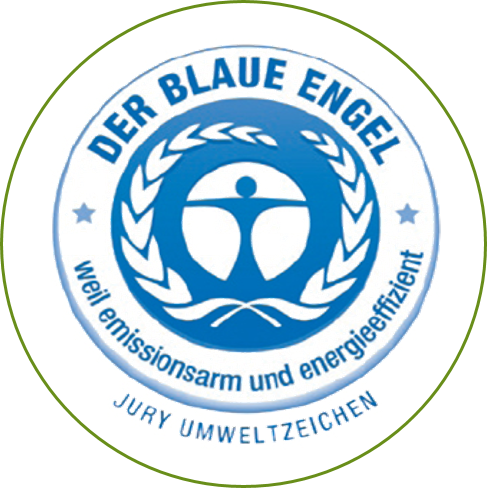 DER BLAUE ENGEL
weil emissionsarm und energieeffizient
JURY UMWELTZEICHEN